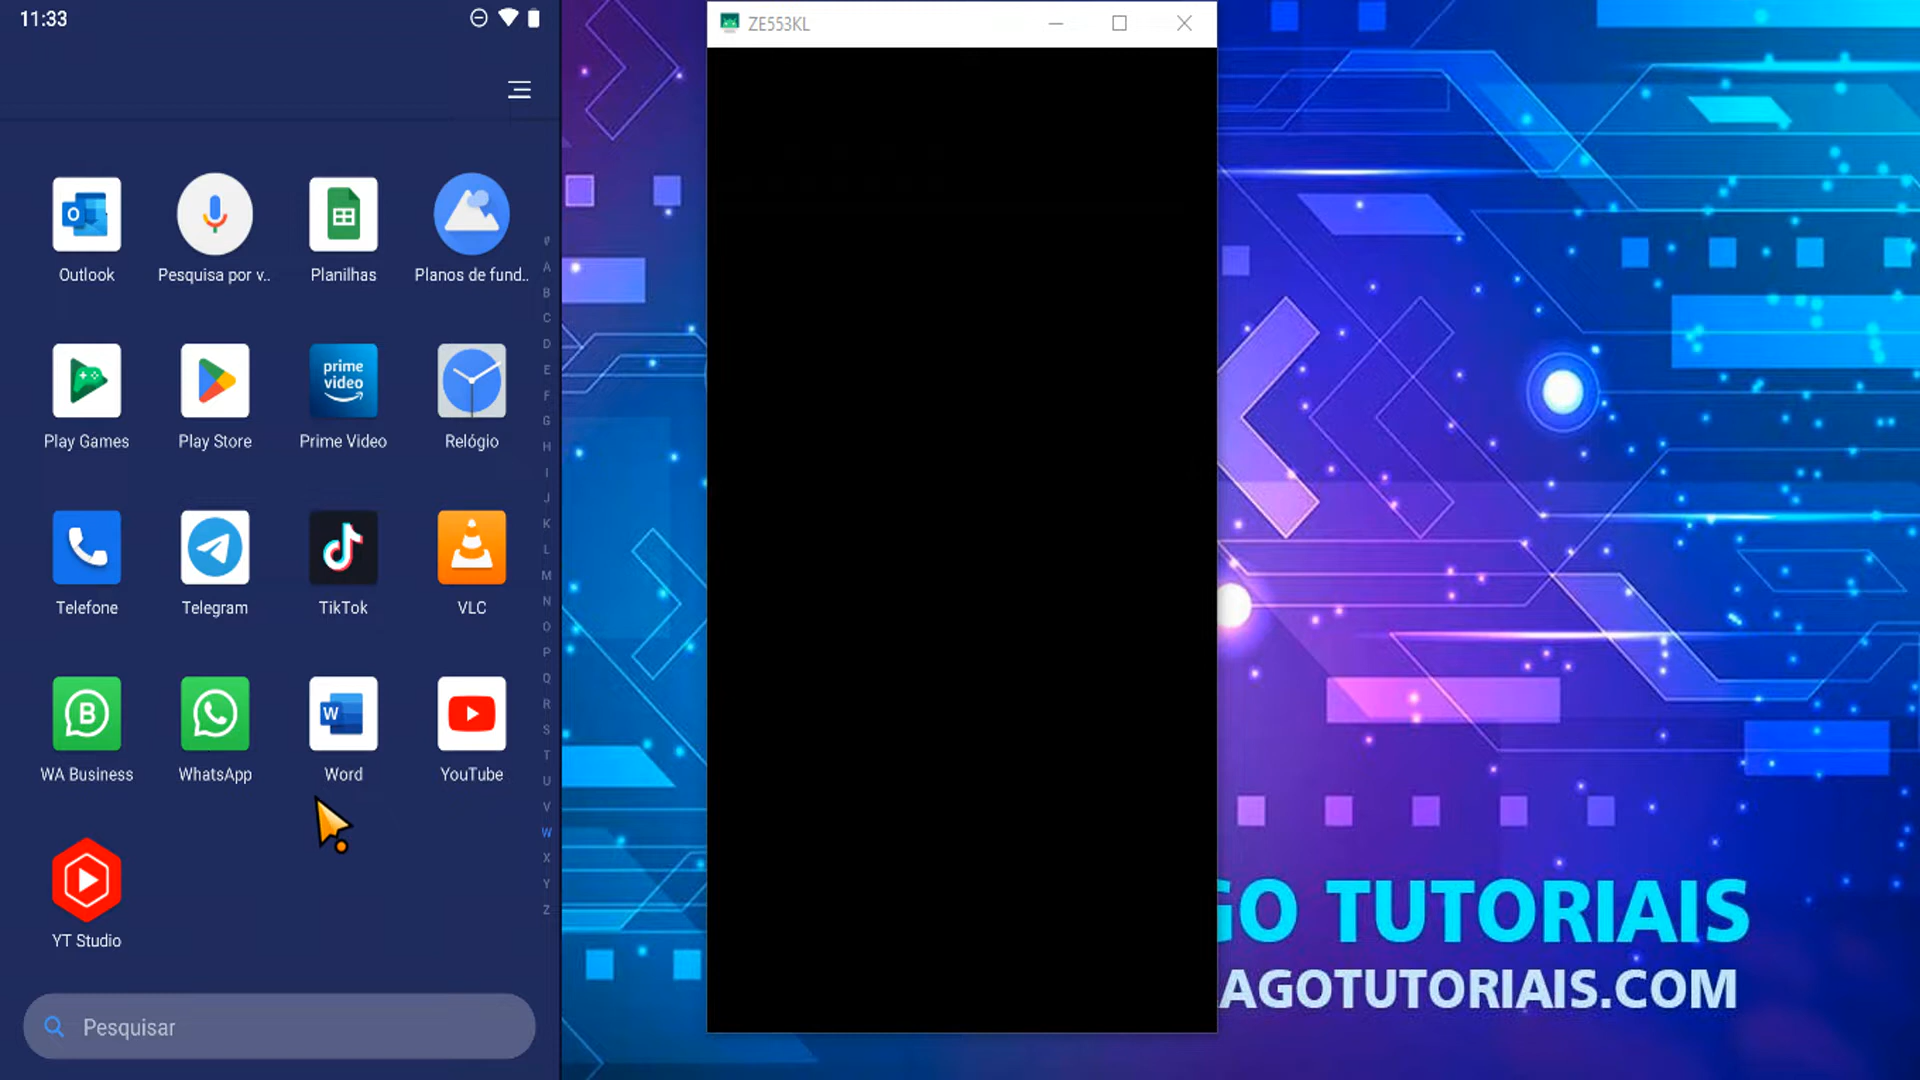 11:33
ZE553KL
Outlook
Pesquisa por v..
Planilhas
Planos de fund..
prime
video
Play Games
Play Store
Prime Video
Relógio
Telefone
Telegram
TikTok
VLC
B
W
WA Business
WhatsApp
Word
YouTube
YT Studio
Pesquisar
#
A
B
C
D
E
F
G
H
I
J
K
L
M
N
O
P
Q
R
S
T
U
V
W
X
Y
Z
GO TUTORIAIS
AGOTUTORIAIS.COM